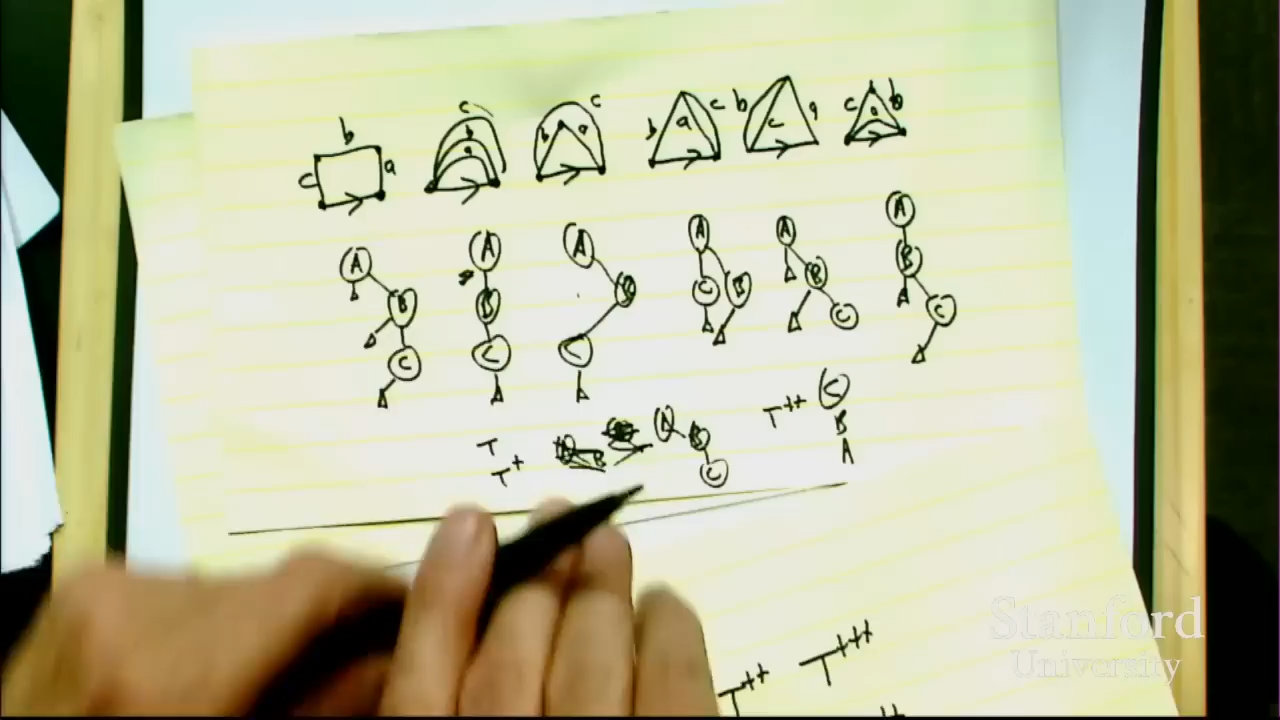 b c c c b c b
c a b a b a a c a a
A A A A A A
B B B C B B B
C C C C C
T A B T++ C
T+ C B
A
T++ T+++
++
Stanford
University